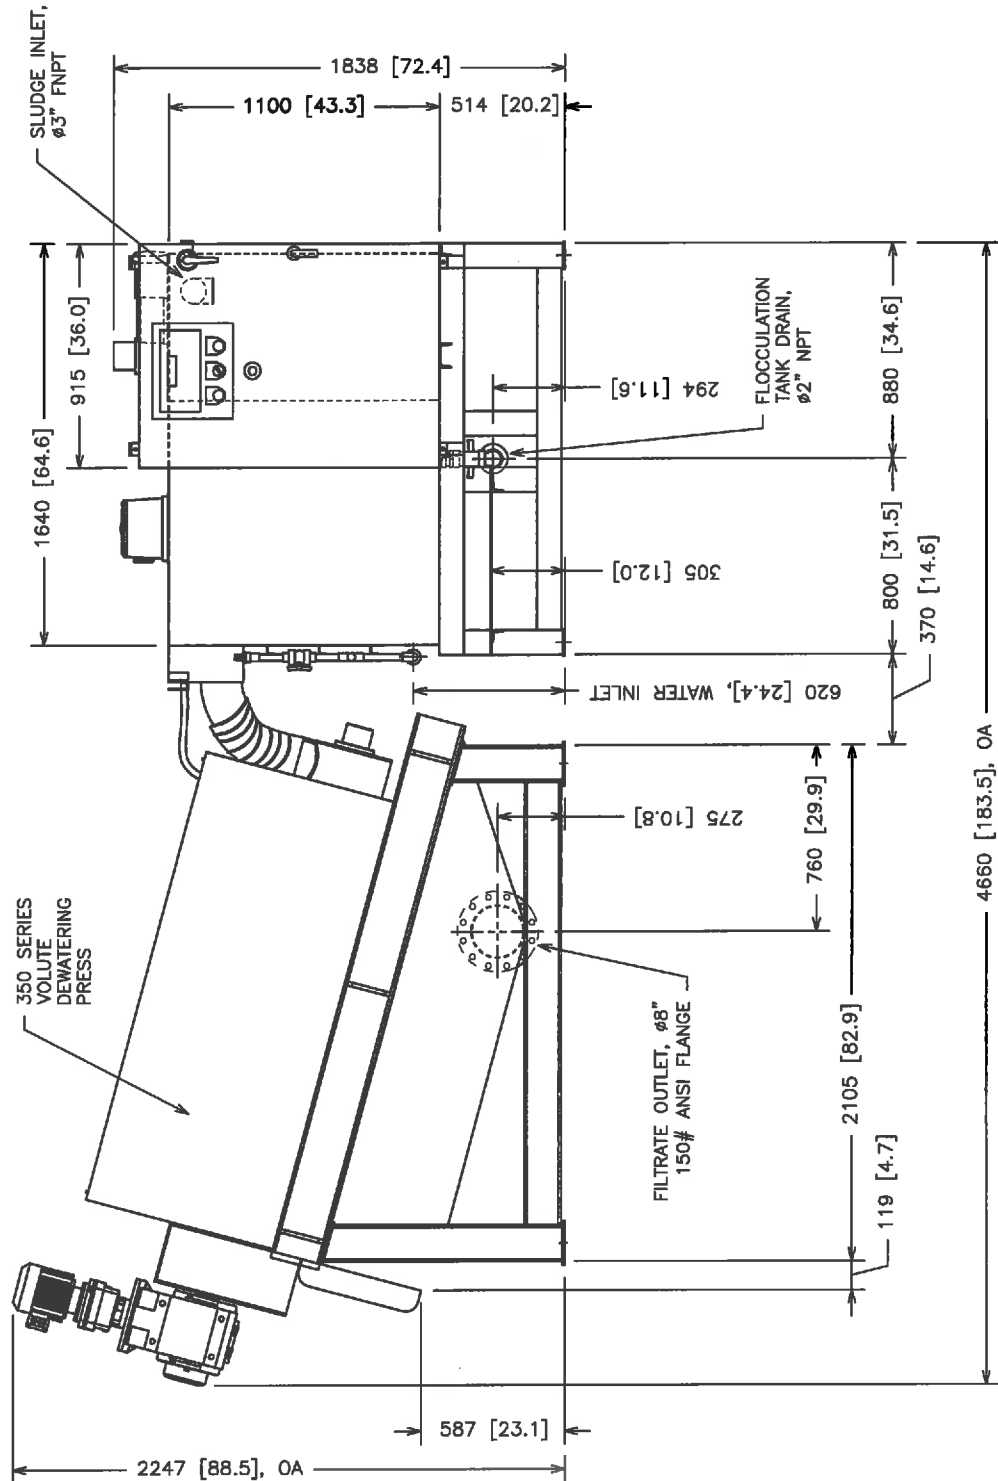 SLUDGE INLET,
ø3" FNPT
1838 [72.4]
1100 [43.3]
514 [20.2]
915 [36.0]
1640 [64.6]
294 [11.6]
FLOCCULATION
TANK DRAIN,
ø2" NPT
880 [34.6]
305 [12.0]
800 [31.5]
370 [14.6]
620 [24.4], WATER INLET
275 [10.8]
760 [29.9]
4660 [183.5], OA
350 SERIES
VOLUTE
DEWATERING
PRESS
FILTRATE OUTLET, ø8"
150# ANSI FLANGE
2105 [82.9]
119 [4.7]
587 [23.1]
2247 [88.5], OA